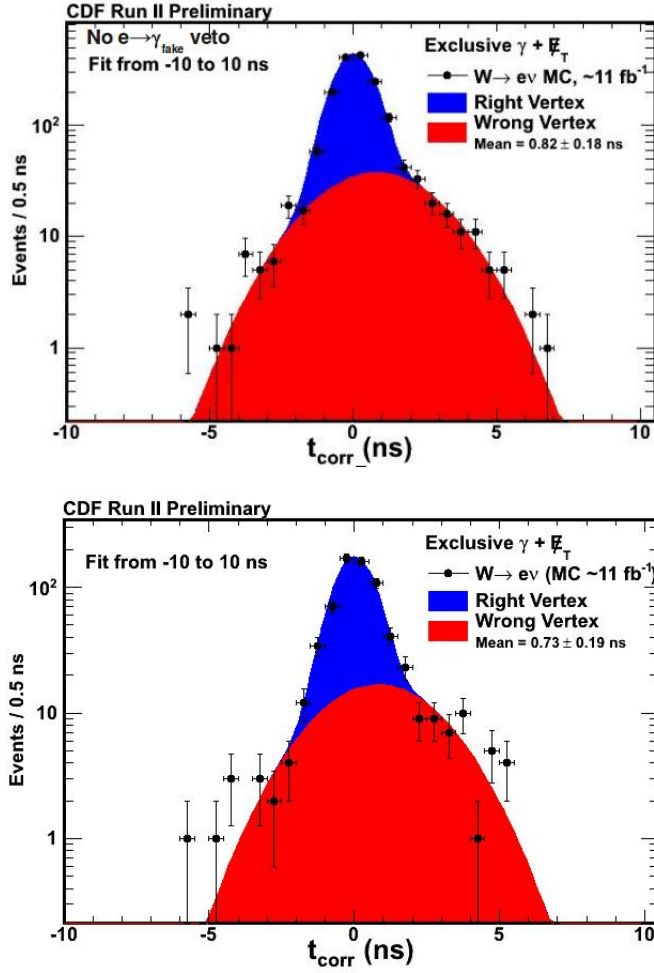 CDF Run II Preliminary
No e→γfake veto
Fit from -10 to 10 ns
Exclusive γ + E̸T
W→ eν MC, ~11 fb⁻¹
Right Vertex
Wrong Vertex
Mean = 0.82 ± 0.18 ns
Events / 0.5 ns
10²
10
1
-10 -5 0 5 10
tcorr_ (ns)
CDF Run II Preliminary
Fit from -10 to 10 ns
Exclusive γ + E̸T
W→ eν (MC ~11 fb⁻¹)
Right Vertex
Wrong Vertex
Mean = 0.73 ± 0.19 ns
Events / 0.5 ns
10²
10
1
-10 -5 0 5 10
tcorr (ns)